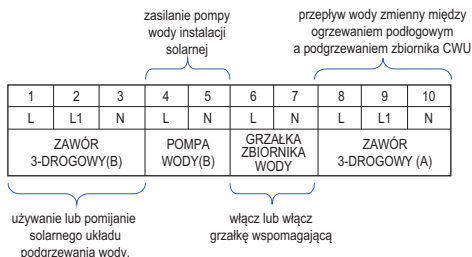 zasilanie pompy
wody instalacji
solarnej
przepływ wody zmienny między
ogrzewaniem podłogowym
a podgrzewaniem zbiornika CWU
1 2 3 4 5 6 7 8 9 10
L L1 N L N L N L L1 N
ZAWÓR
3-DROGOWY(B)
POMPA
WODY(B)
GRZAŁKA
ZBIORNIKA
WODY
ZAWÓR
3-DROGOWY (A)
używanie lub pomijanie
solarnego układu
podgrzewania wody.
włącz lub włącz
grzałkę wspomagającą